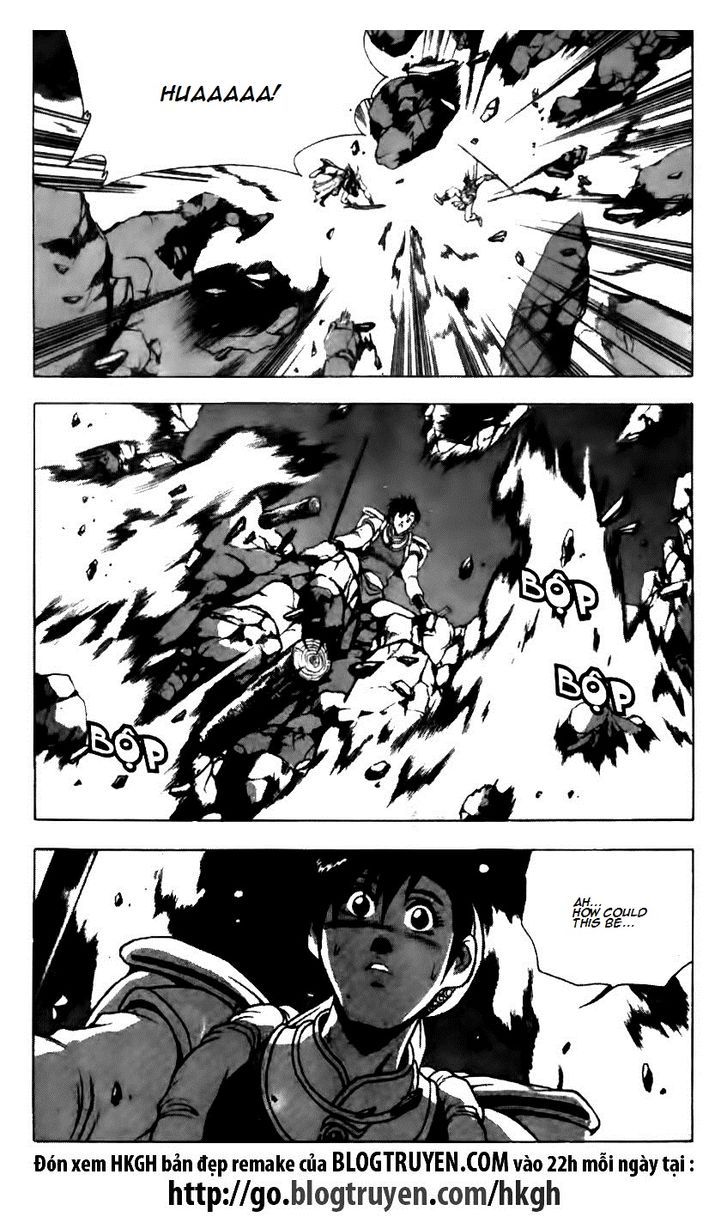 HUAAAAA!
BỘP
BỘP
BỘP
AH...
HOW COULD
THIS BE...
Đón xem HKGH bản đẹp remake của BLOGTRUYEN.COM vào 22h mỗi ngày tại :
http://go.blogtruyen.com/hkgh